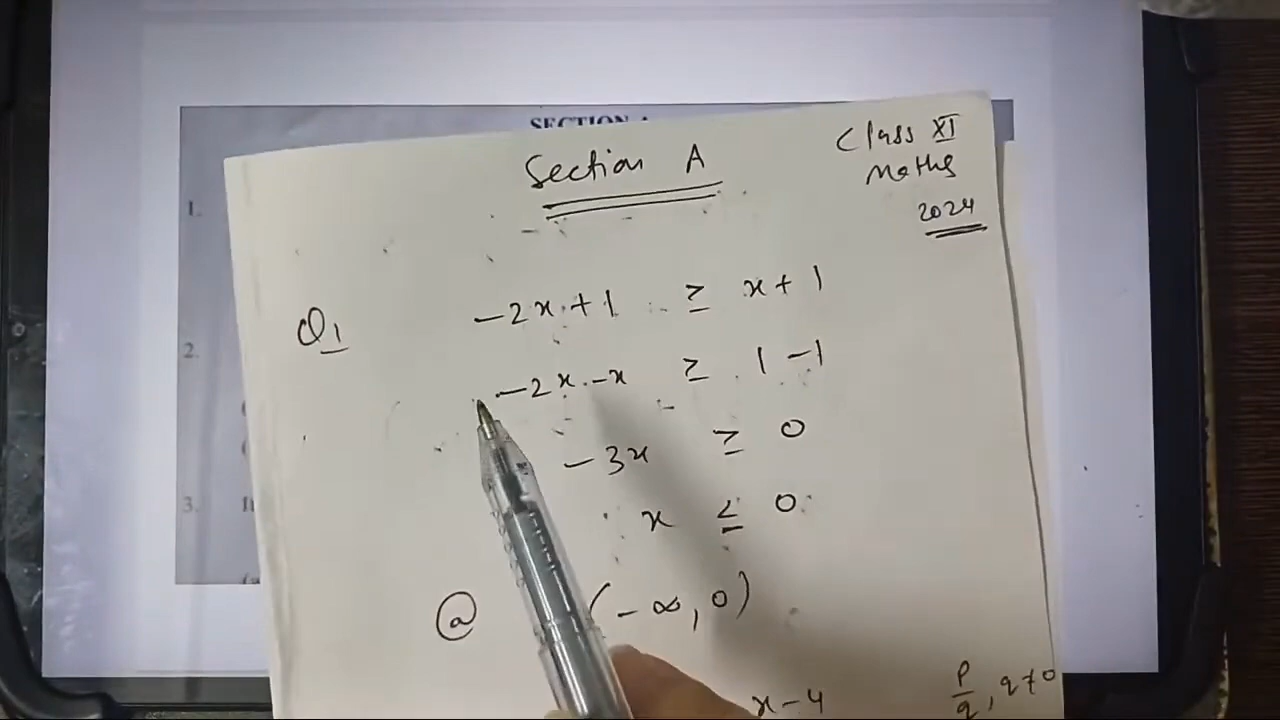 SECTION A
Section A
Class XI
Maths
2024
1.
Q1
-2x+1 ≥ x+1
2.
-2x-x ≥ 1-1
-3x ≥ 0
3.
x ≤ 0
(a) (-∞,0)
x-4
p/q, q≠0